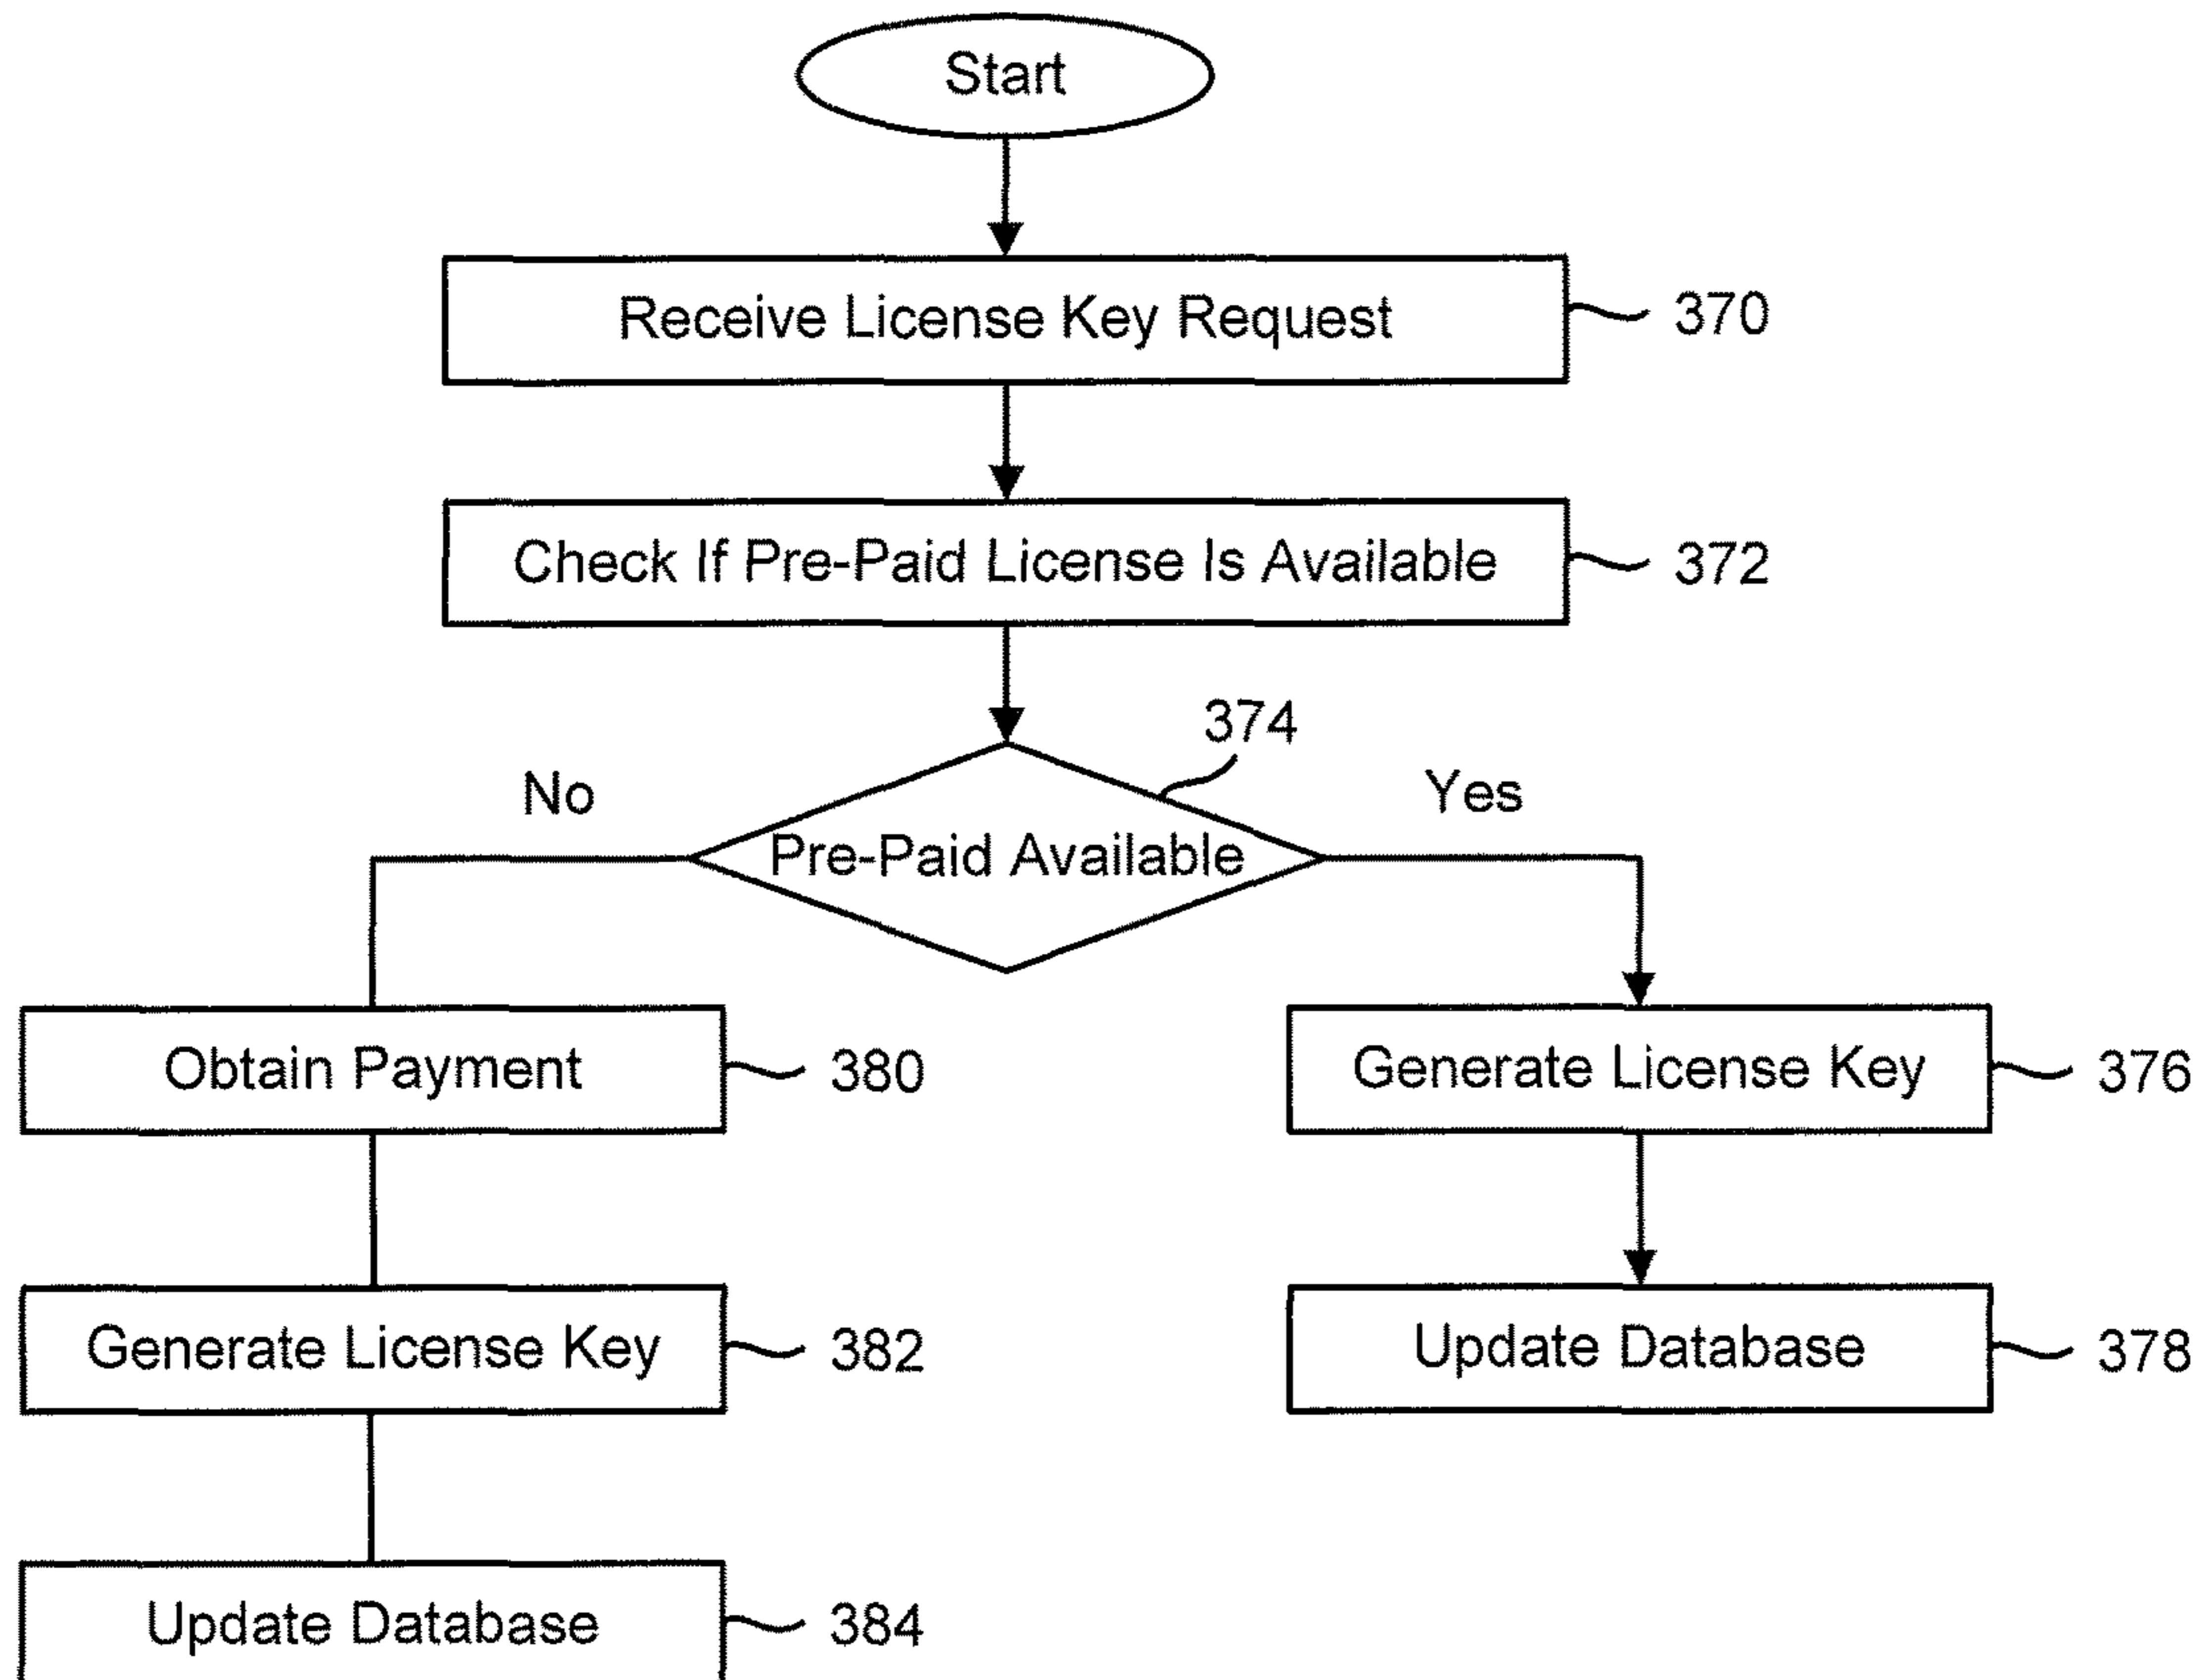 Start
Receive License Key Request
370
Check If Pre-Paid License Is Available
372
374
No
Yes
Pre-Paid Available
Obtain Payment
380
Generate License Key
376
Generate License Key
382
Update Database
378
Update Database
384